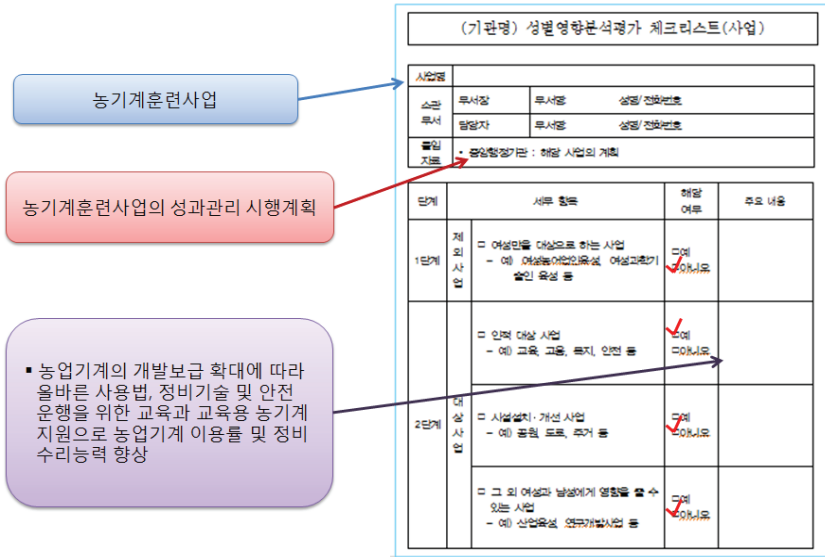 (기관명) 성별영향분석평가 체크리스트(사업)
농기계훈련사업
농기계훈련사업의 성과관리 시행계획
▪ 농업기계의 개발보급 확대에 따라
올바른 사용법, 정비기술 및 안전
운행을 위한 교육과 교육용 농기계
지원으로 농업기계 이용률 및 정비
수리능력 향상
사업명
소관
부서
부서장 부서명 성명/전화번호
담당자 부서명 성명/전화번호
붙임
자료
• 중앙행정기관 : 해당 사업의 계획
단계 세부 항목 해당
여부
주요 내용
1단계
제
외
사
업
□ 여성만을 대상으로 하는 사업
- 예) 여성농어업인육성, 여성과학기
술인 육성 등
□예
□아니오
2단계
대
상
사
업
□ 인적 대상 사업
- 예) 교육, 고용, 복지, 안전 등
□예
□아니오
□ 시설설치·개선 사업
- 예) 공원, 도로, 주거 등
□예
□아니오
□ 그 외 여성과 남성에게 영향을 줄 수
있는 사업
- 예) 산업육성, 연구개발사업 등
□예
□아니오